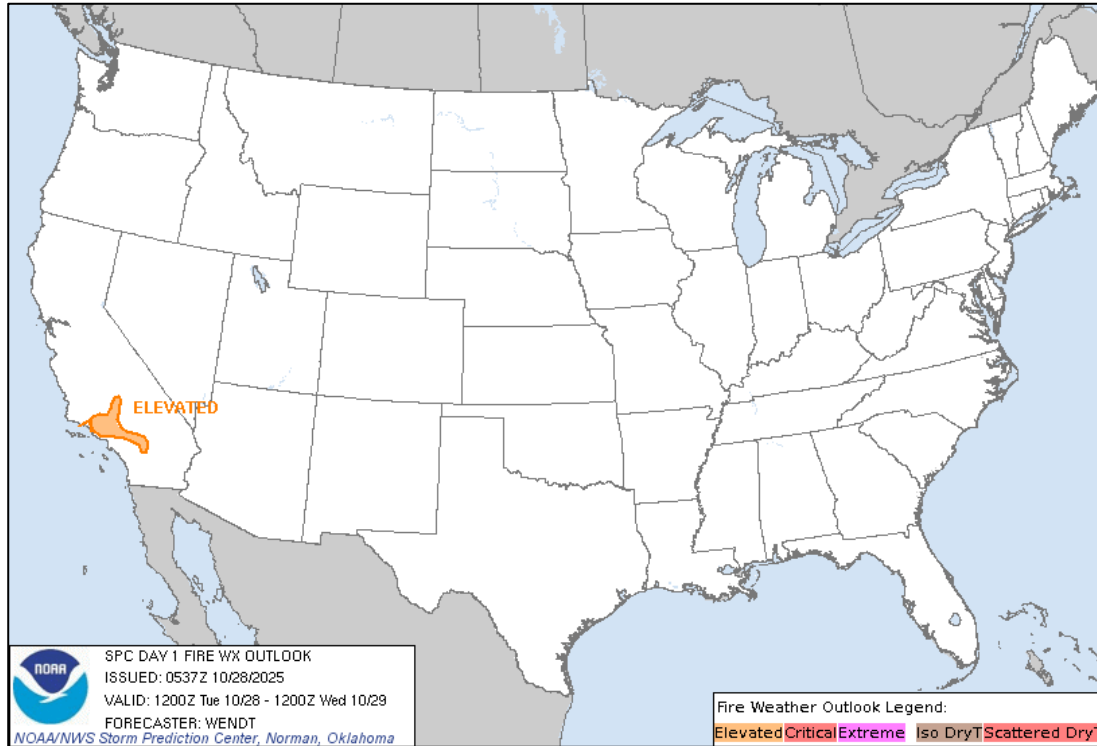 ELEVATED
NOAA
SPC DAY 1 FIRE WX OUTLOOK
ISSUED: 0537Z 10/28/2025
VALID: 1200Z Tue 10/28 - 1200Z Wed 10/29
FORECASTER: WENDT
NOAA/NWS Storm Prediction Center, Norman, Oklahoma
Fire Weather Outlook Legend:
Elevated Critical Extreme Iso DryT Scattered DryT